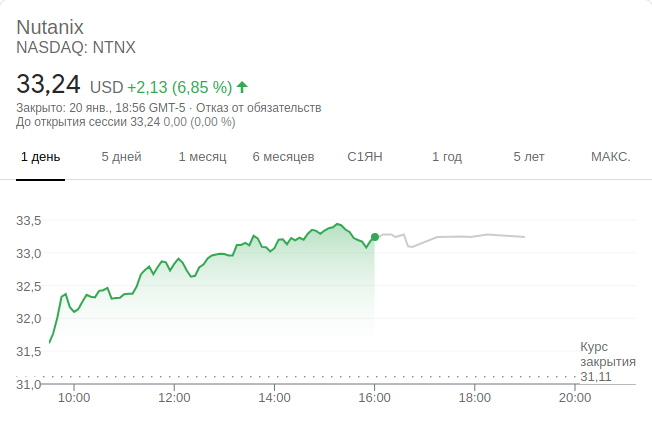 Nutanix
NASDAQ: NTNX
33,24 USD +2,13 (6,85 %)
Закрыто: 20 янв., 18:56 GMT-5 · Отказ от обязательств
До открытия сессии 33,24 0,00 (0,00 %)
1 день 5 дней 1 месяц 6 месяцев С1ЯН 1 год 5 лет МАКС.
33,5
33,0
32,5
32,0
31,5
31,0
Курс
закрытия
31,11
10:00 12:00 14:00 16:00 18:00 20:00